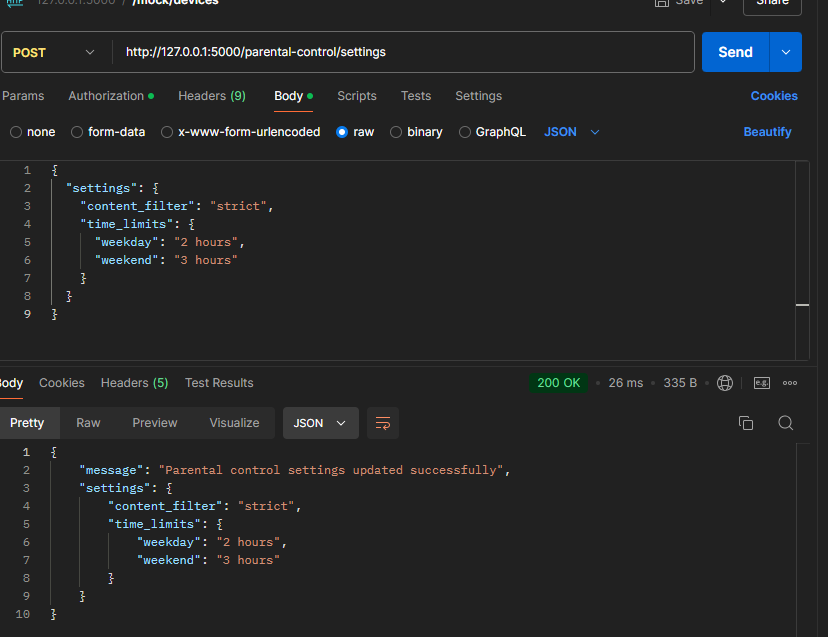 127.0.0.1:5000 / /mock/devices Save Share
POST http://127.0.0.1:5000/parental-control/settings Send
Params Authorization Headers (9) Body Scripts Tests Settings Cookies
none form-data x-www-form-urlencoded raw binary GraphQL JSON Beautify
1 {
2 "settings": {
3 "content_filter": "strict",
4 "time_limits": {
5 "weekday": "2 hours",
6 "weekend": "3 hours"
7 }
8 }
9 }
Body Cookies Headers (5) Test Results 200 OK • 26 ms • 335 B • e.g.
Pretty Raw Preview Visualize JSON
1 {
2 "message": "Parental control settings updated successfully",
3 "settings": {
4 "content_filter": "strict",
5 "time_limits": {
6 "weekday": "2 hours",
7 "weekend": "3 hours"
8 }
9 }
10 }